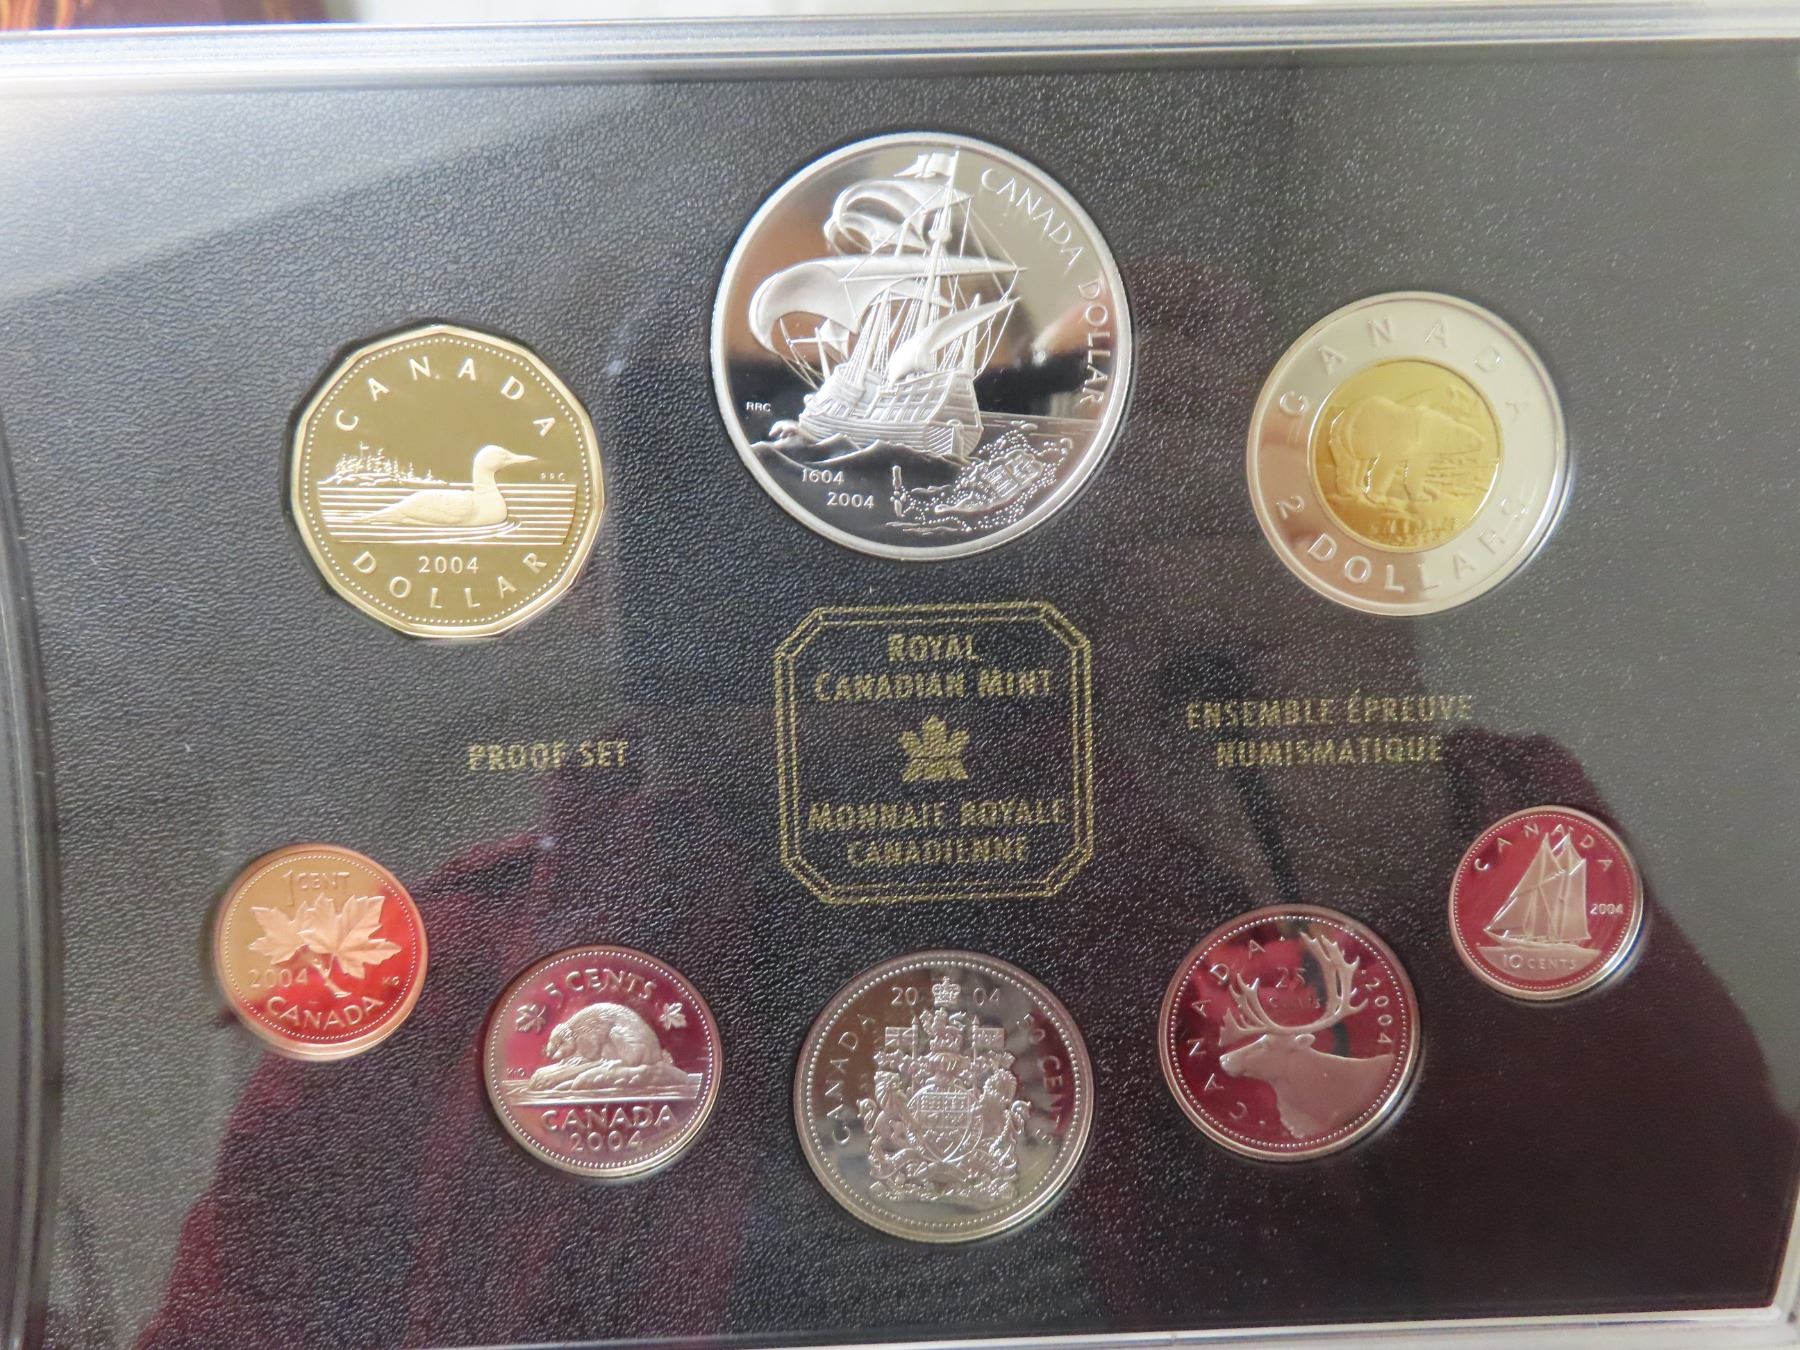 CANADA DOLLAR
RRC
1604
2004
CANADA
RRC
2004
DOLLAR
CANADA
2 DOLLARS
ROYAL
CANADIAN MINT
MONNAIE ROYALE
CANADIENNE
PROOF SET
ENSEMBLE ÉPREUVE
NUMISMATIQUE
1 CENT
2004
CANADA
5 CENTS
CANADA
2004
2004
CANADA
50 CENTS
CANADA
25
cents
2004
CANADA
2004
10 CENTS